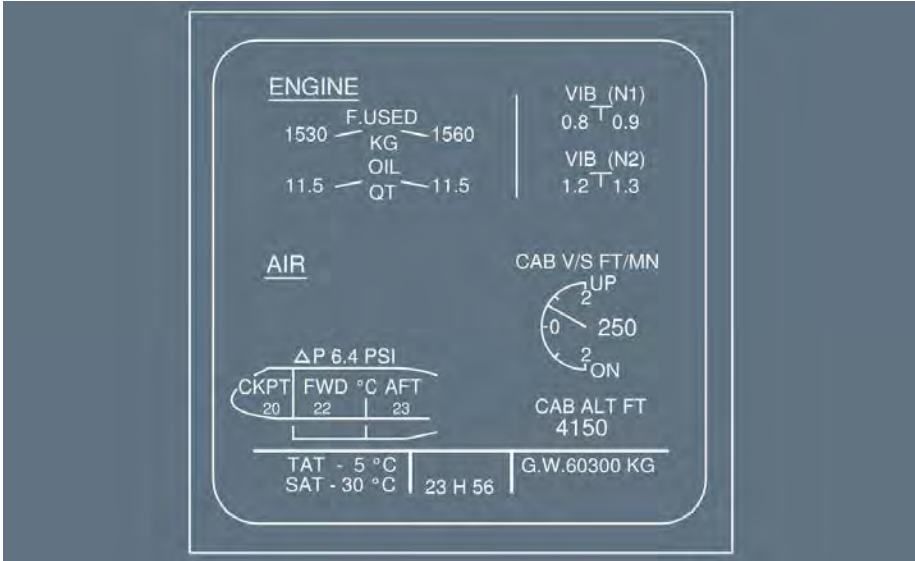 ENGINE
F.USED
1530 KG 1560
OIL
11.5 QT 11.5
VIB (N1)
0.8 0.9
VIB (N2)
1.2 1.3
AIR
CAB V/S FT/MN
UP
2
0 250
2
ON
△P 6.4 PSI
CKPT FWD °C AFT
20 22 23
CAB ALT FT
4150
TAT - 5 °C
SAT - 30 °C
23 H 56
G.W.60300 KG